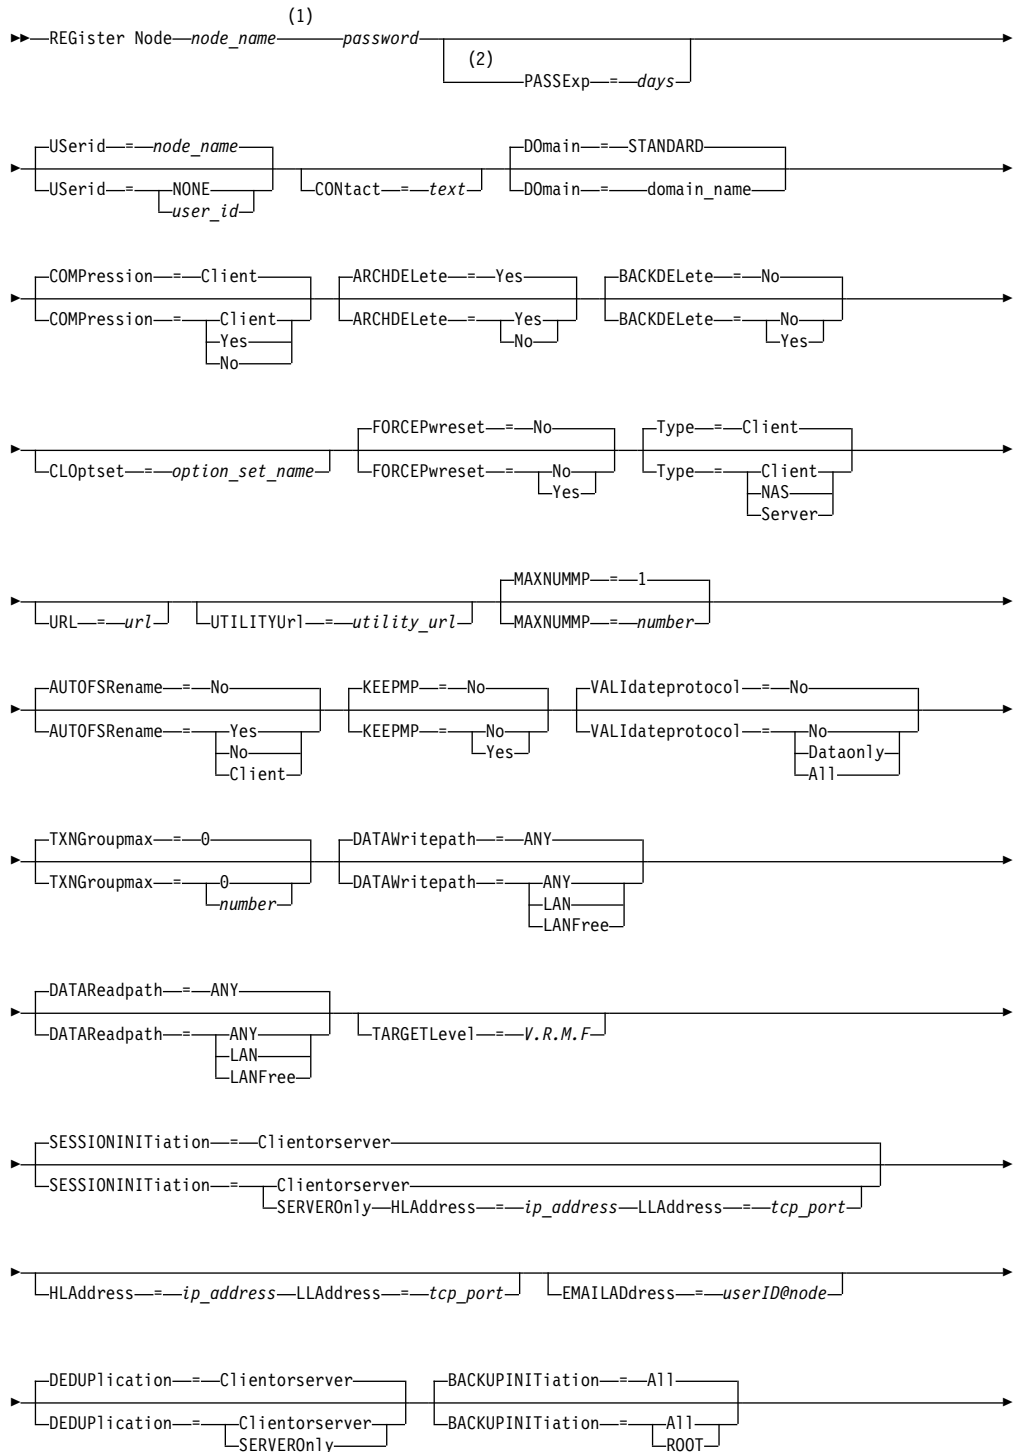 (1)
REGister Node node_name password
(2)
PASSExp = days
USerid = node_name
USerid = NONE
user_id
CONtact = text
DOmain = STANDARD
DOmain = domain_name
COMPression = Client
COMPression = Client
Yes
No
ARCHDELete = Yes
ARCHDELete = Yes
No
BACKDELete = No
BACKDELete = No
Yes
CLOptset = option_set_name
FORCEPwreset = No
FORCEPwreset = No
Yes
Type = Client
Type = Client
NAS
Server
URL = url
UTILITYUrl = utility_url
MAXNUMMP = 1
MAXNUMMP = number
AUTOFSRename = No
AUTOFSRename = Yes
No
Client
KEEPMP = No
KEEPMP = No
Yes
VALIdateprotocol = No
VALIdateprotocol = No
Dataonly
All
TXNGroupmax = 0
TXNGroupmax = 0
number
DATAWritepath = ANY
DATAWritepath = ANY
LAN
LANFree
DATAReadpath = ANY
DATAReadpath = ANY
LAN
LANFree
TARGETLevel = V.R.M.F
SESSIONINITiation = Clientorserver
SESSIONINITiation = Clientorserver
SERVEROnly HLAddress = ip_address LLAddress = tcp_port
HLAddress = ip_address LLAddress = tcp_port
EMAILADdress = userID@node
DEDUPlication = Clientorserver
DEDUPlication = Clientorserver
SERVEROnly
BACKUPINITiation = All
BACKUPINITiation = All
ROOT